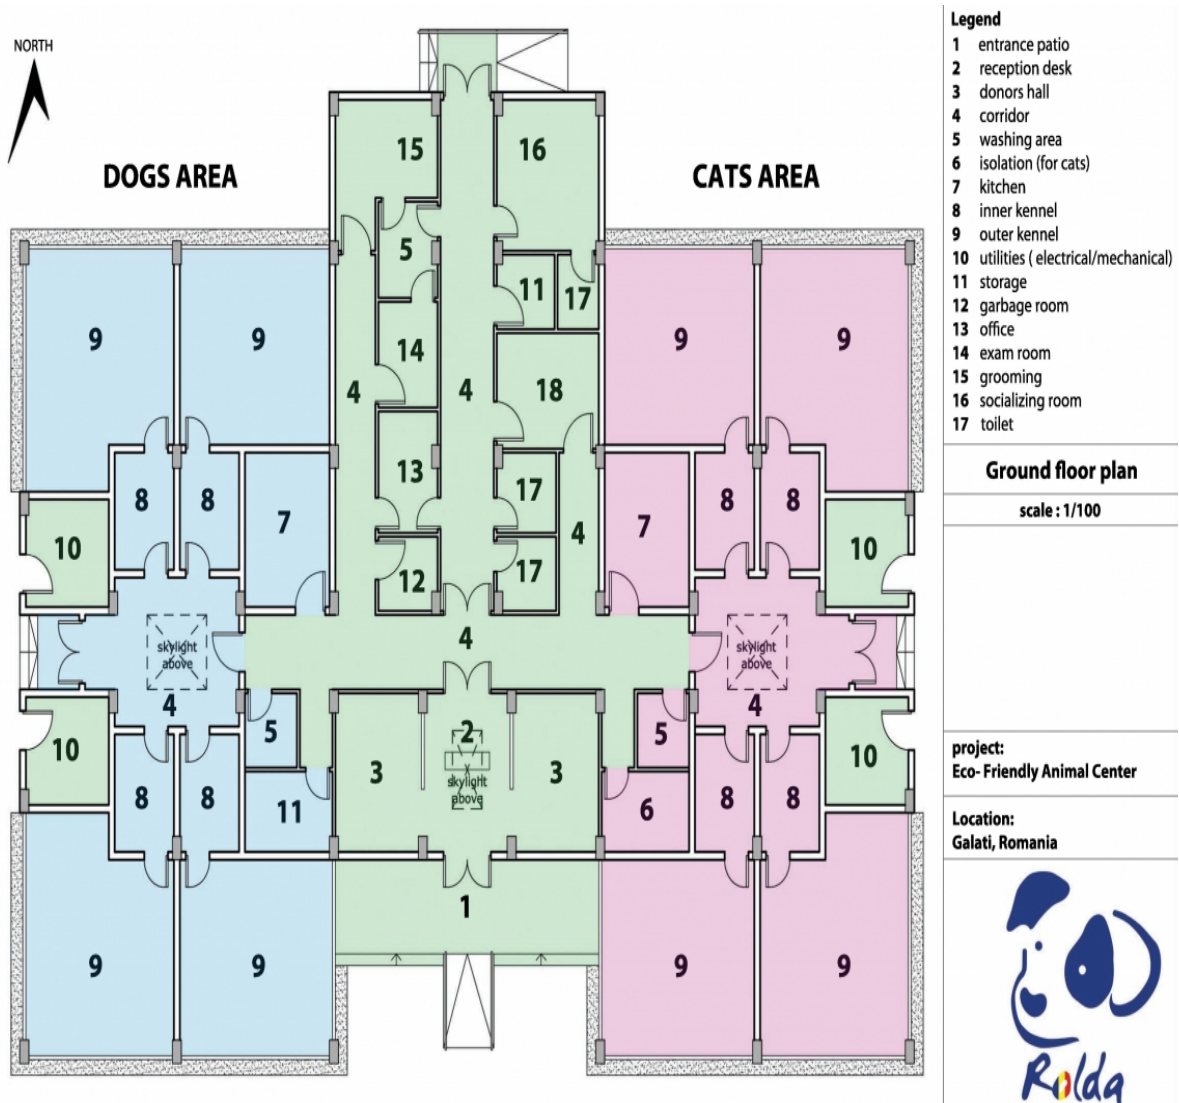 NORTH
DOGS AREA
CATS AREA
15
16
5
11
17
9
9
14
4
4
18
9
9
13
17
4
8
8
7
7
8
8
10
12
17
10
skylight
above
4
skylight
above
4
4
10
5
2
5
10
3
skylight
above
3
8
8
11
6
8
8
1
9
9
9
9
Legend
1 entrance patio
2 reception desk
3 donors hall
4 corridor
5 washing area
6 isolation (for cats)
7 kitchen
8 inner kennel
9 outer kennel
10 utilities ( electrical/mechanical)
11 storage
12 garbage room
13 office
14 exam room
15 grooming
16 socializing room
17 toilet
Ground floor plan
scale : 1/100
project:
Eco- Friendly Animal Center
Location:
Galati, Romania
Rolda